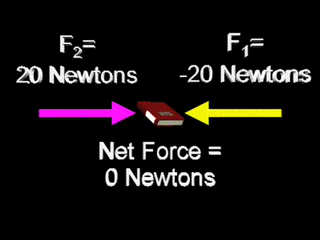 F₂=
20 Newtons
F₁=
-20 Newtons
Net Force =
0 Newtons